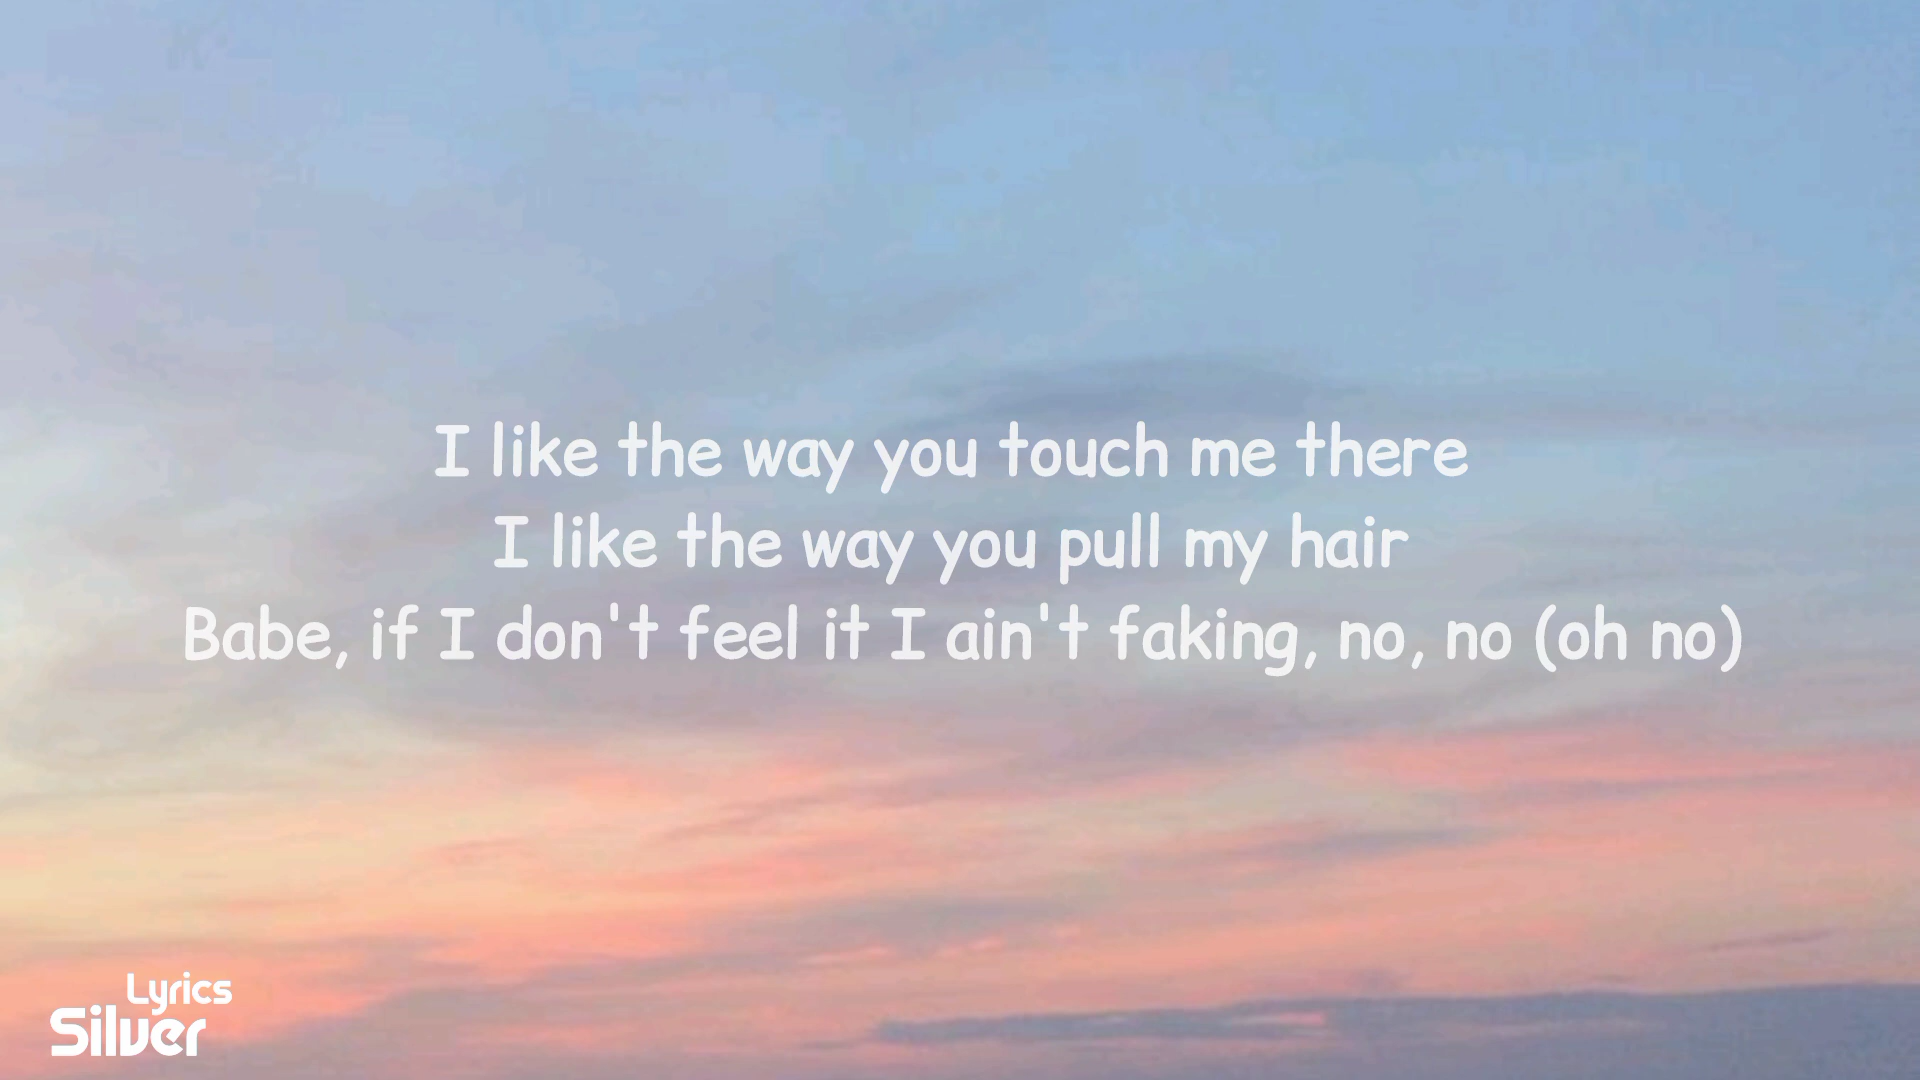 I like the way you touch me there
I like the way you pull my hair
Babe, if I don't feel it I ain't faking, no, no (oh no)
Lyrics
Silver